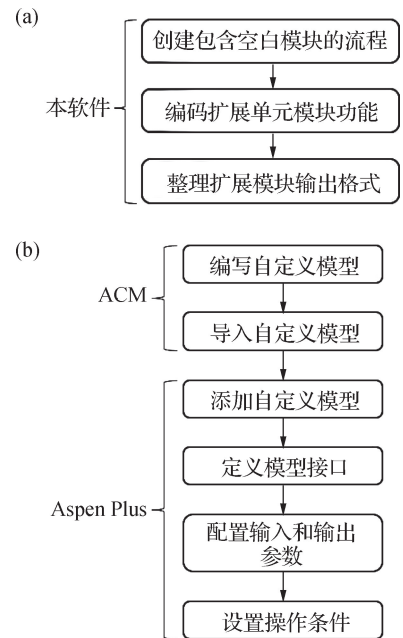 (a)
创建包含空白模块的流程
本软件
编码扩展单元模块功能
整理扩展模块输出格式
(b)
编写自定义模型
ACM
导入自定义模型
添加自定义模型
定义模型接口
Aspen Plus
配置输入和输出
参数
设置操作条件